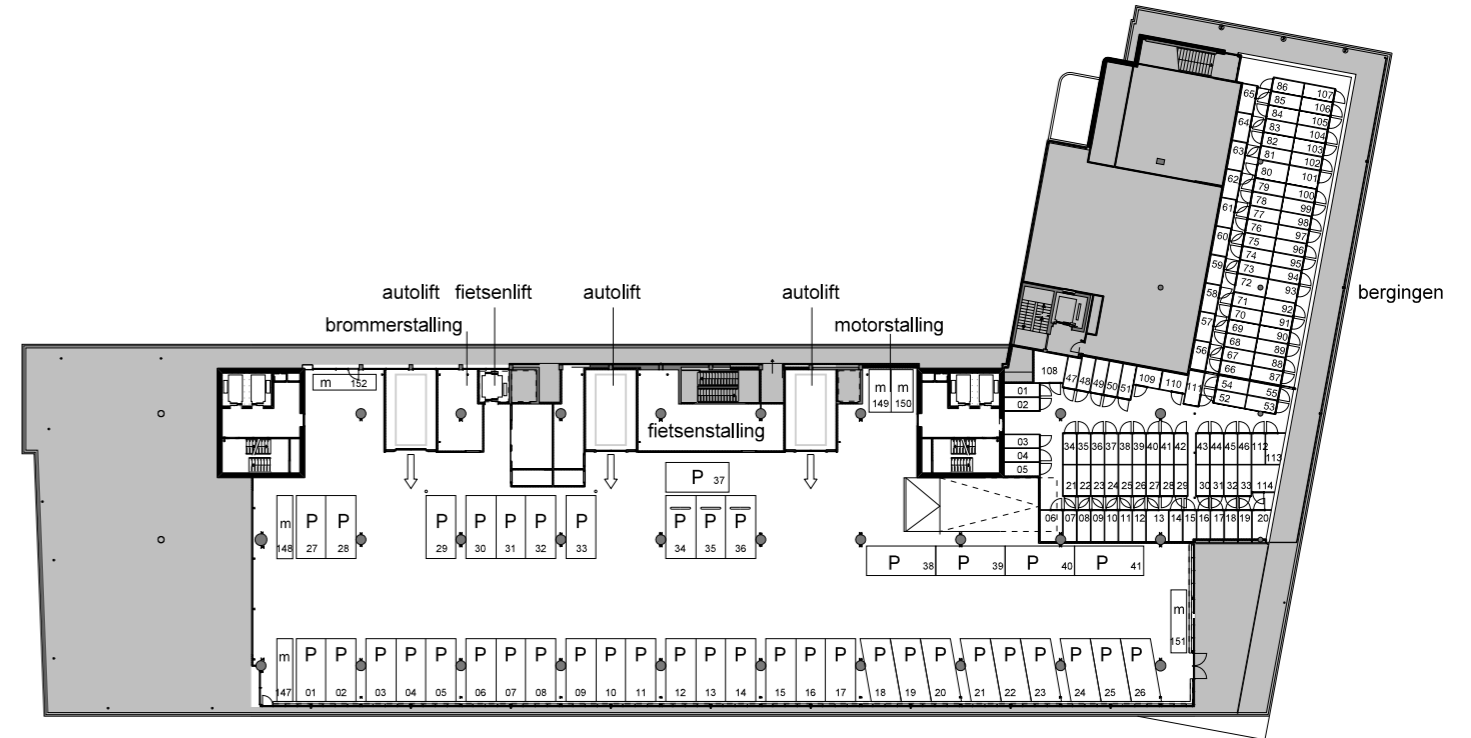 autolift fietsenlift autolift autolift
brommerstalling motorstalling
bergingen
fietsenstalling
65 86 107
85 106
64 84 105
83 104
63 82 103
81 102
62 80 101
79 100
61 78 99
77 98
60 76 97
75 96
59 74 95
73 94
58 72 93
71 92
57 70 91
69 90
56 68 89
67 88
66 87
54 55
52 53
108 47 48 49 50 51 109 110 111
m 152
m 149
m 150
01
02
03
04
05
34 35 36 37 38 39 40 41 42 43 44 45 46 112
113
21 22 23 24 25 26 27 28 29 30 31 32 33 114
06 07 08 09 10 11 12 13 14 15 16 17 18 19 20
P 37
m P P P P P P P P P P
148 27 28 29 30 31 32 33 34 35 36
P 38 P 39 P 40 P 41
m
151
m P P P P P P P P P P P P P P P P P P P P P P P P P P
147 01 02 03 04 05 06 07 08 09 10 11 12 13 14 15 16 17 18 19 20 21 22 23 24 25 26